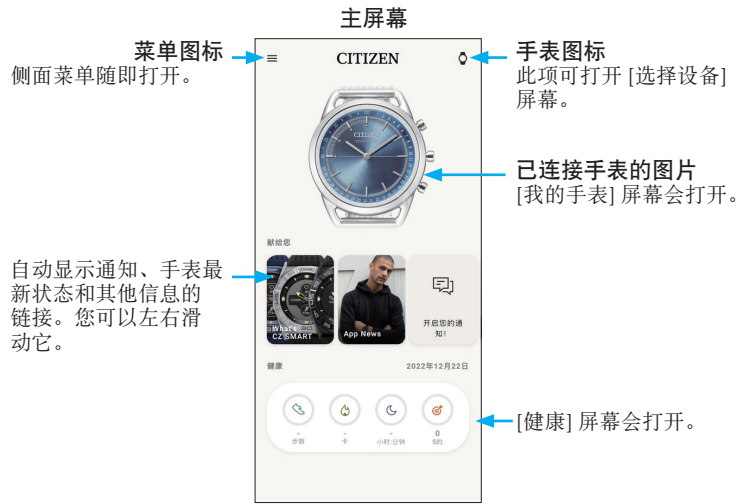 主屏幕
菜单图标
侧面菜单随即打开。
CITIZEN
手表图标
此项可打开 [选择设备]
屏幕。
CITIZEN
已连接手表的图片
[我的手表] 屏幕会打开。
献给您
自动显示通知、手表最
新状态和其他信息的
链接。您可以左右滑
动它。
What's
CZ SMART
App News
开启您的通
知!
健康
2022年12月22日
-
步数
-
卡
-
小时:分钟
0
5的
[健康] 屏幕会打开。